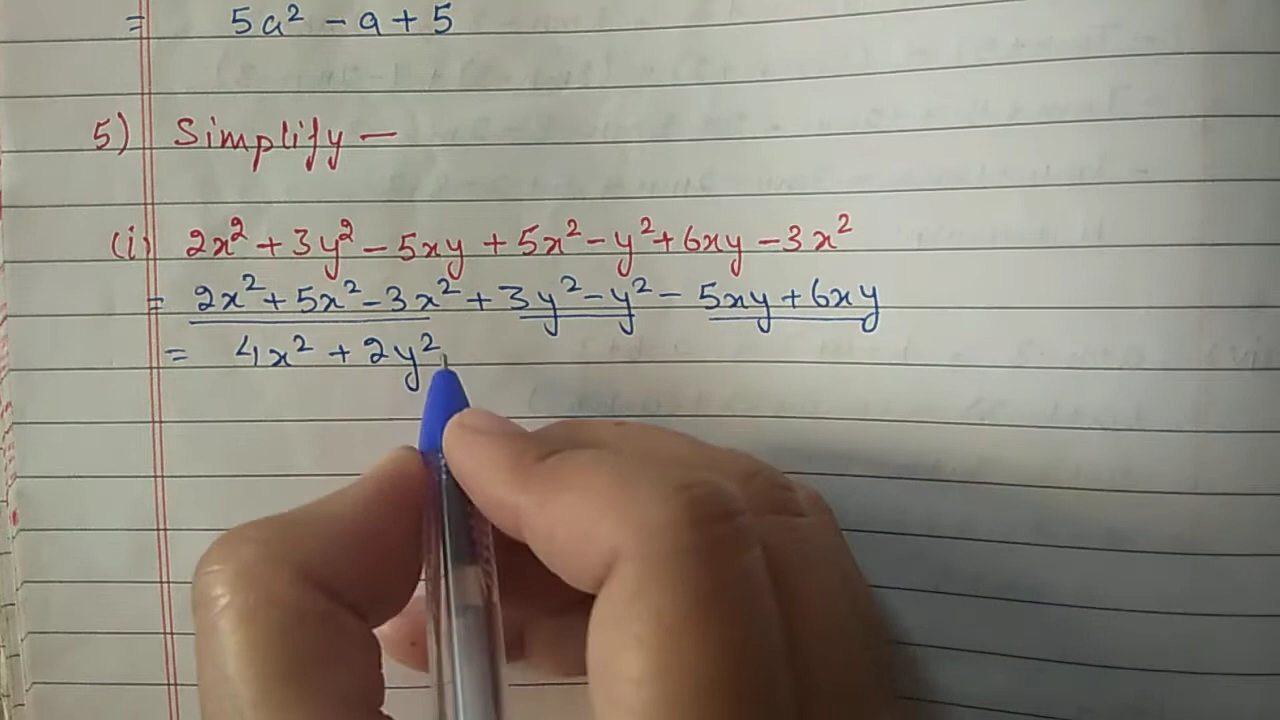 = 5a² - a + 5
5) Simplify —
(i) 2x² + 3y² - 5xy + 5x² - y² + 6xy - 3x²
= 2x² + 5x² - 3x² + 3y² - y² - 5xy + 6xy
= 4x² + 2y²